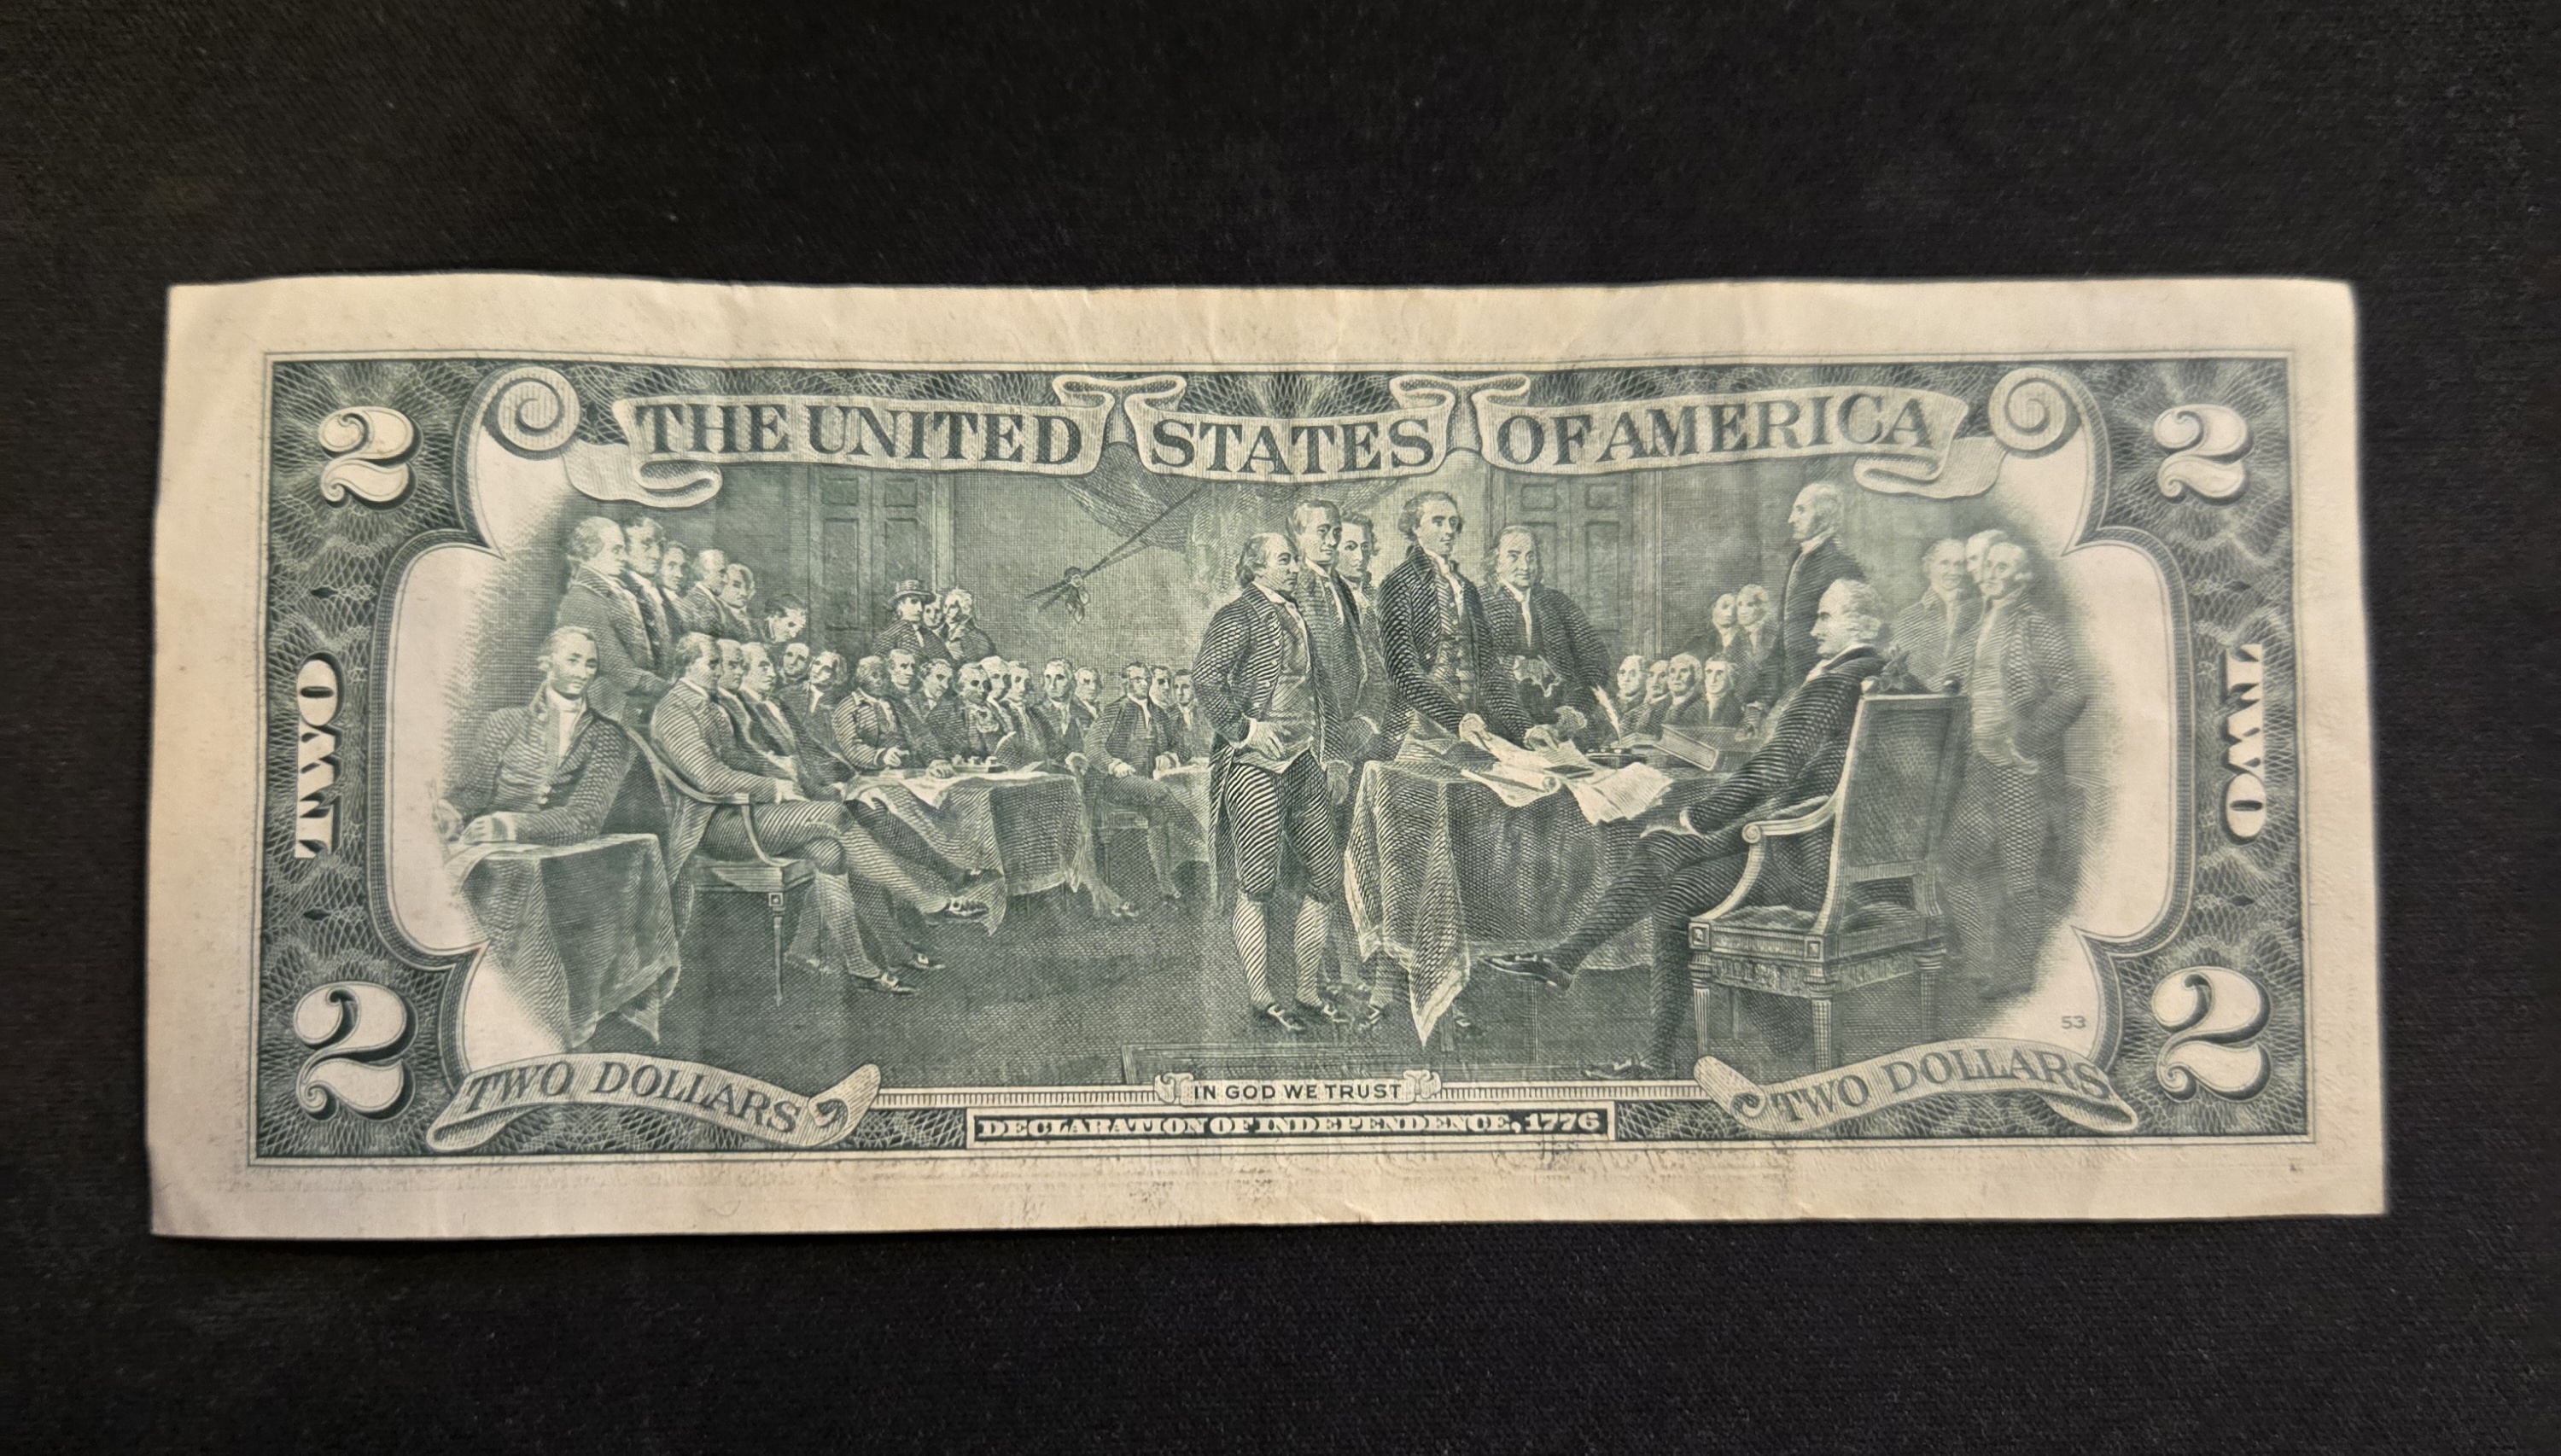 THE UNITED STATES OF AMERICA
2 2
TWO TWO
2 53 2
TWO DOLLARS IN GOD WE TRUST TWO DOLLARS
DECLARATION OF INDEPENDENCE, 1776